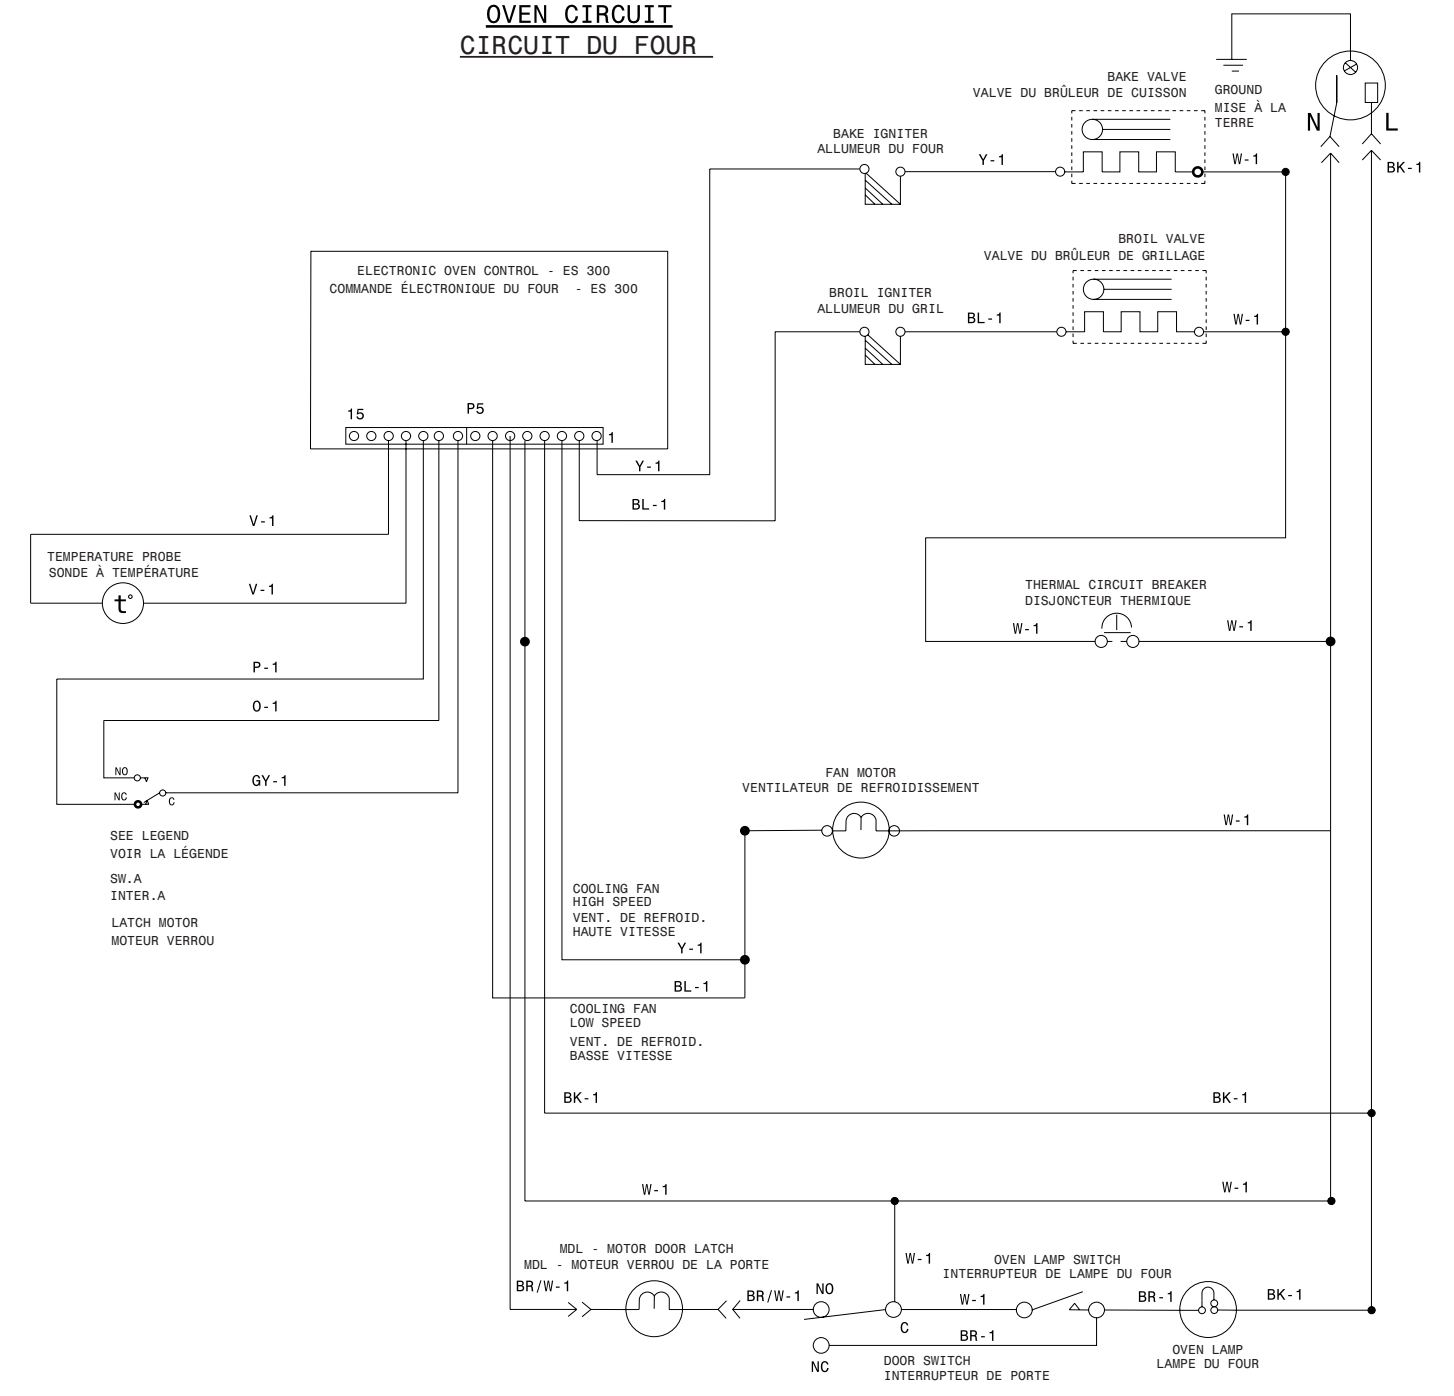 OVEN CIRCUIT
CIRCUIT DU FOUR
BAKE VALVE
VALVE DU BRÛLEUR DE CUISSON
GROUND
MISE À LA
TERRE
N
L
BK-1
BAKE IGNITER
ALLUMEUR DU FOUR
Y-1
W-1
BROIL VALVE
VALVE DU BRÛLEUR DE GRILLAGE
BROIL IGNITER
ALLUMEUR DU GRIL
BL-1
W-1
ELECTRONIC OVEN CONTROL - ES 300
COMMANDE ÉLECTRONIQUE DU FOUR - ES 300
15
P5
1
Y-1
BL-1
V-1
TEMPERATURE PROBE
SONDE À TEMPÉRATURE
t°
V-1
THERMAL CIRCUIT BREAKER
DISJONCTEUR THERMIQUE
W-1
W-1
P-1
O-1
NO
NC
C
GY-1
SEE LEGEND
VOIR LA LÉGENDE
SW.A
INTER.A
LATCH MOTOR
MOTEUR VERROU
FAN MOTOR
VENTILATEUR DE REFROIDISSEMENT
W-1
COOLING FAN
HIGH SPEED
VENT. DE REFROID.
HAUTE VITESSE
Y-1
BL-1
COOLING FAN
LOW SPEED
VENT. DE REFROID.
BASSE VITESSE
BK-1
BK-1
W-1
W-1
MDL - MOTOR DOOR LATCH
MDL - MOTEUR VERROU DE LA PORTE
BR/W-1
BR/W-1
NO
W-1
C
OVEN LAMP SWITCH
INTERRUPTEUR DE LAMPE DU FOUR
W-1
BR-1
BK-1
BR-1
NC
DOOR SWITCH
INTERRUPTEUR DE PORTE
OVEN LAMP
LAMPE DU FOUR